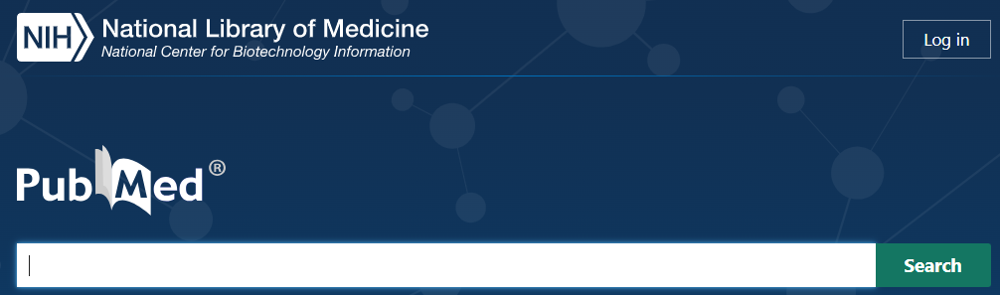 NIH
National Library of Medicine
National Center for Biotechnology Information
Log in
PubMed®
Search